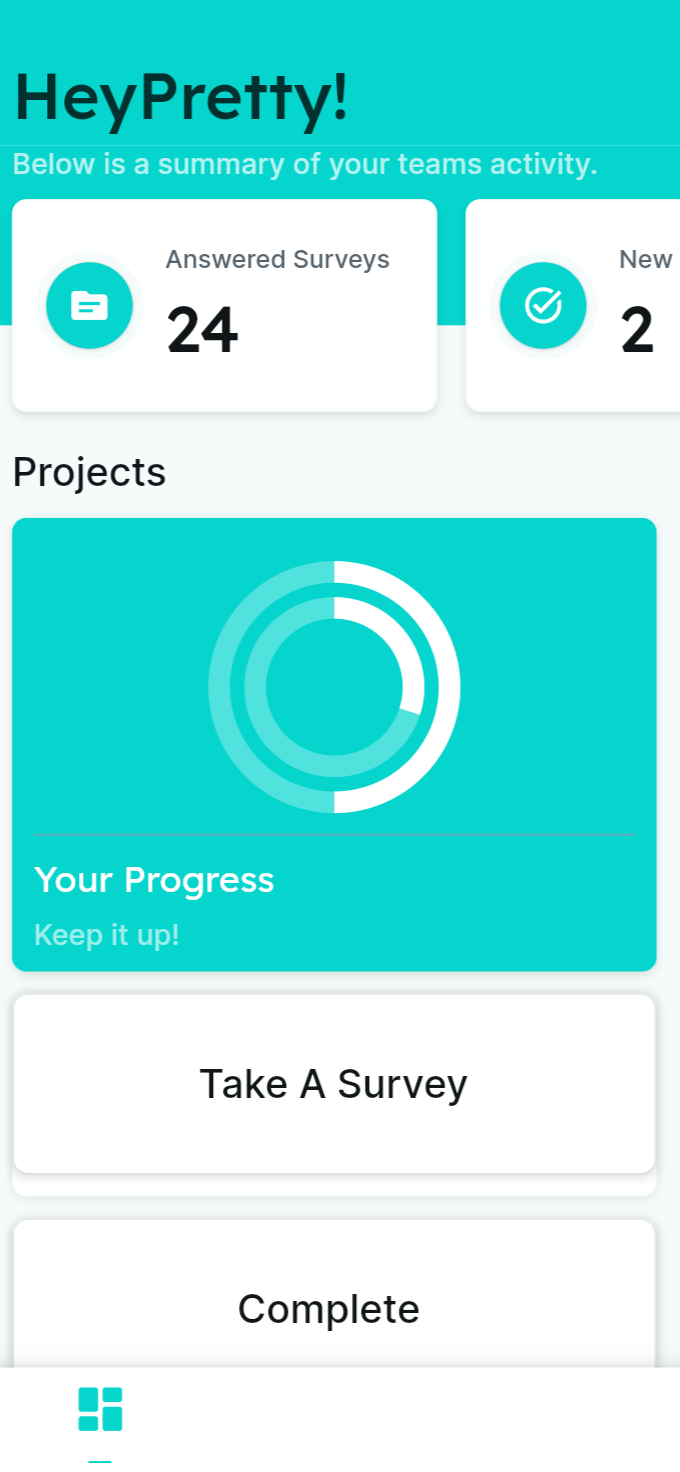 HeyPretty!
Below is a summary of your teams activity.
Answered Surveys
24
New
2
Projects
Your Progress
Keep it up!
Take A Survey
Complete